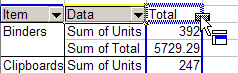 Item Data Total
Binders Sum of Units 392
Sum of Total 5729.29
Clipboards Sum of Units 247